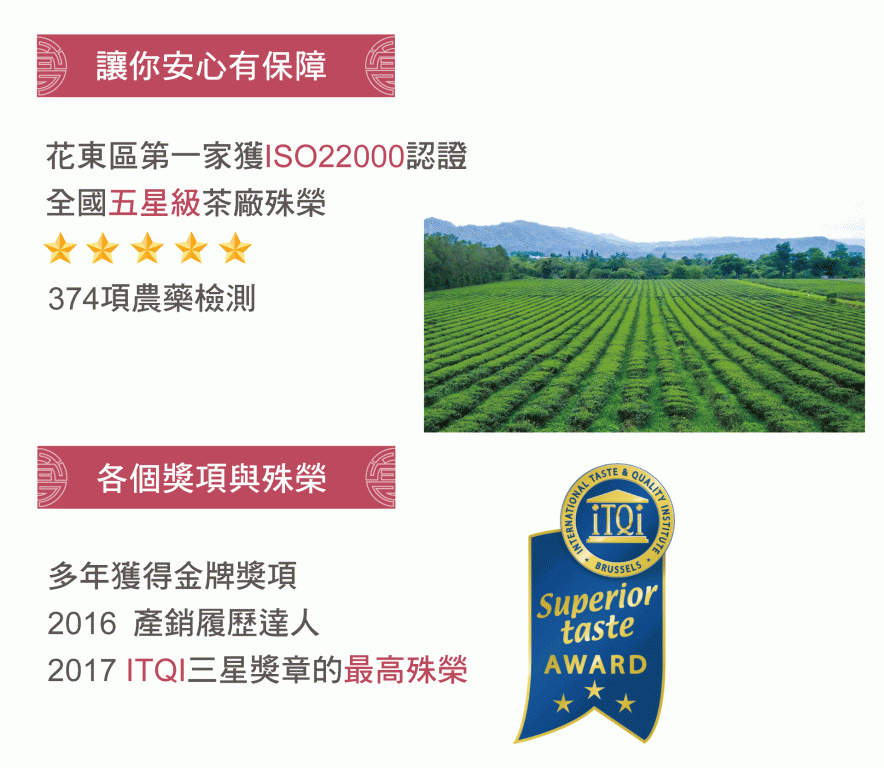 讓你安心有保障
花東區第一家獲ISO22000認證
全國五星級茶廠殊榮
374項農藥檢測
各個獎項與殊榮
多年獲得金牌獎項
2016 產銷履歷達人
2017 ITQI三星獎章的最高殊榮
INTERNATIONAL TASTE & QUALITY INSTITUTE
iTQi
• BRUSSELS •
Superior
taste
AWARD